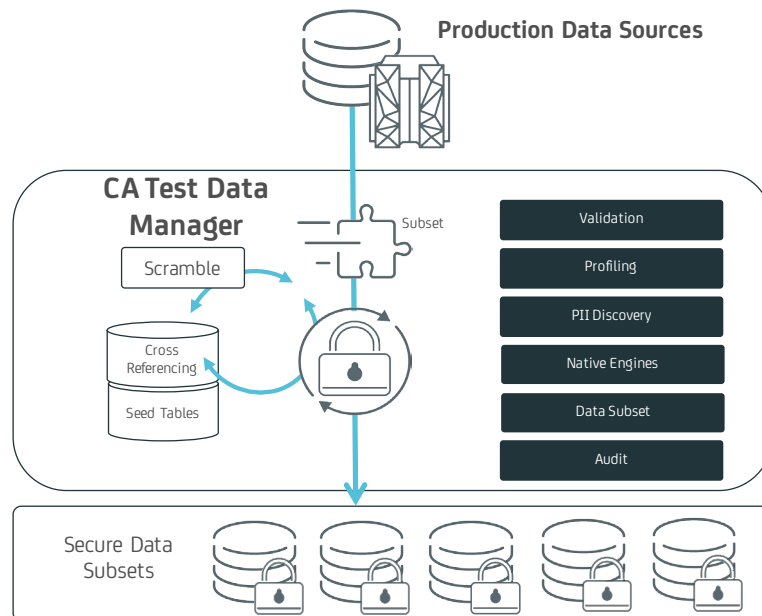 Production Data Sources
CA Test Data
Manager
Subset
Scramble
Cross
Referencing
Seed Tables
Validation
Profiling
PII Discovery
Native Engines
Data Subset
Audit
Secure Data
Subsets